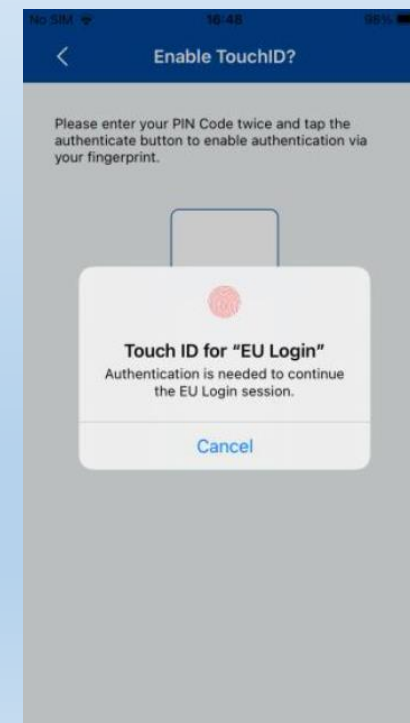 No SIM 16:48 98%
Enable TouchID?
Please enter your PIN Code twice and tap the
authenticate button to enable authentication via
your fingerprint.
Touch ID for “EU Login”
Authentication is needed to continue
the EU Login session.
Cancel